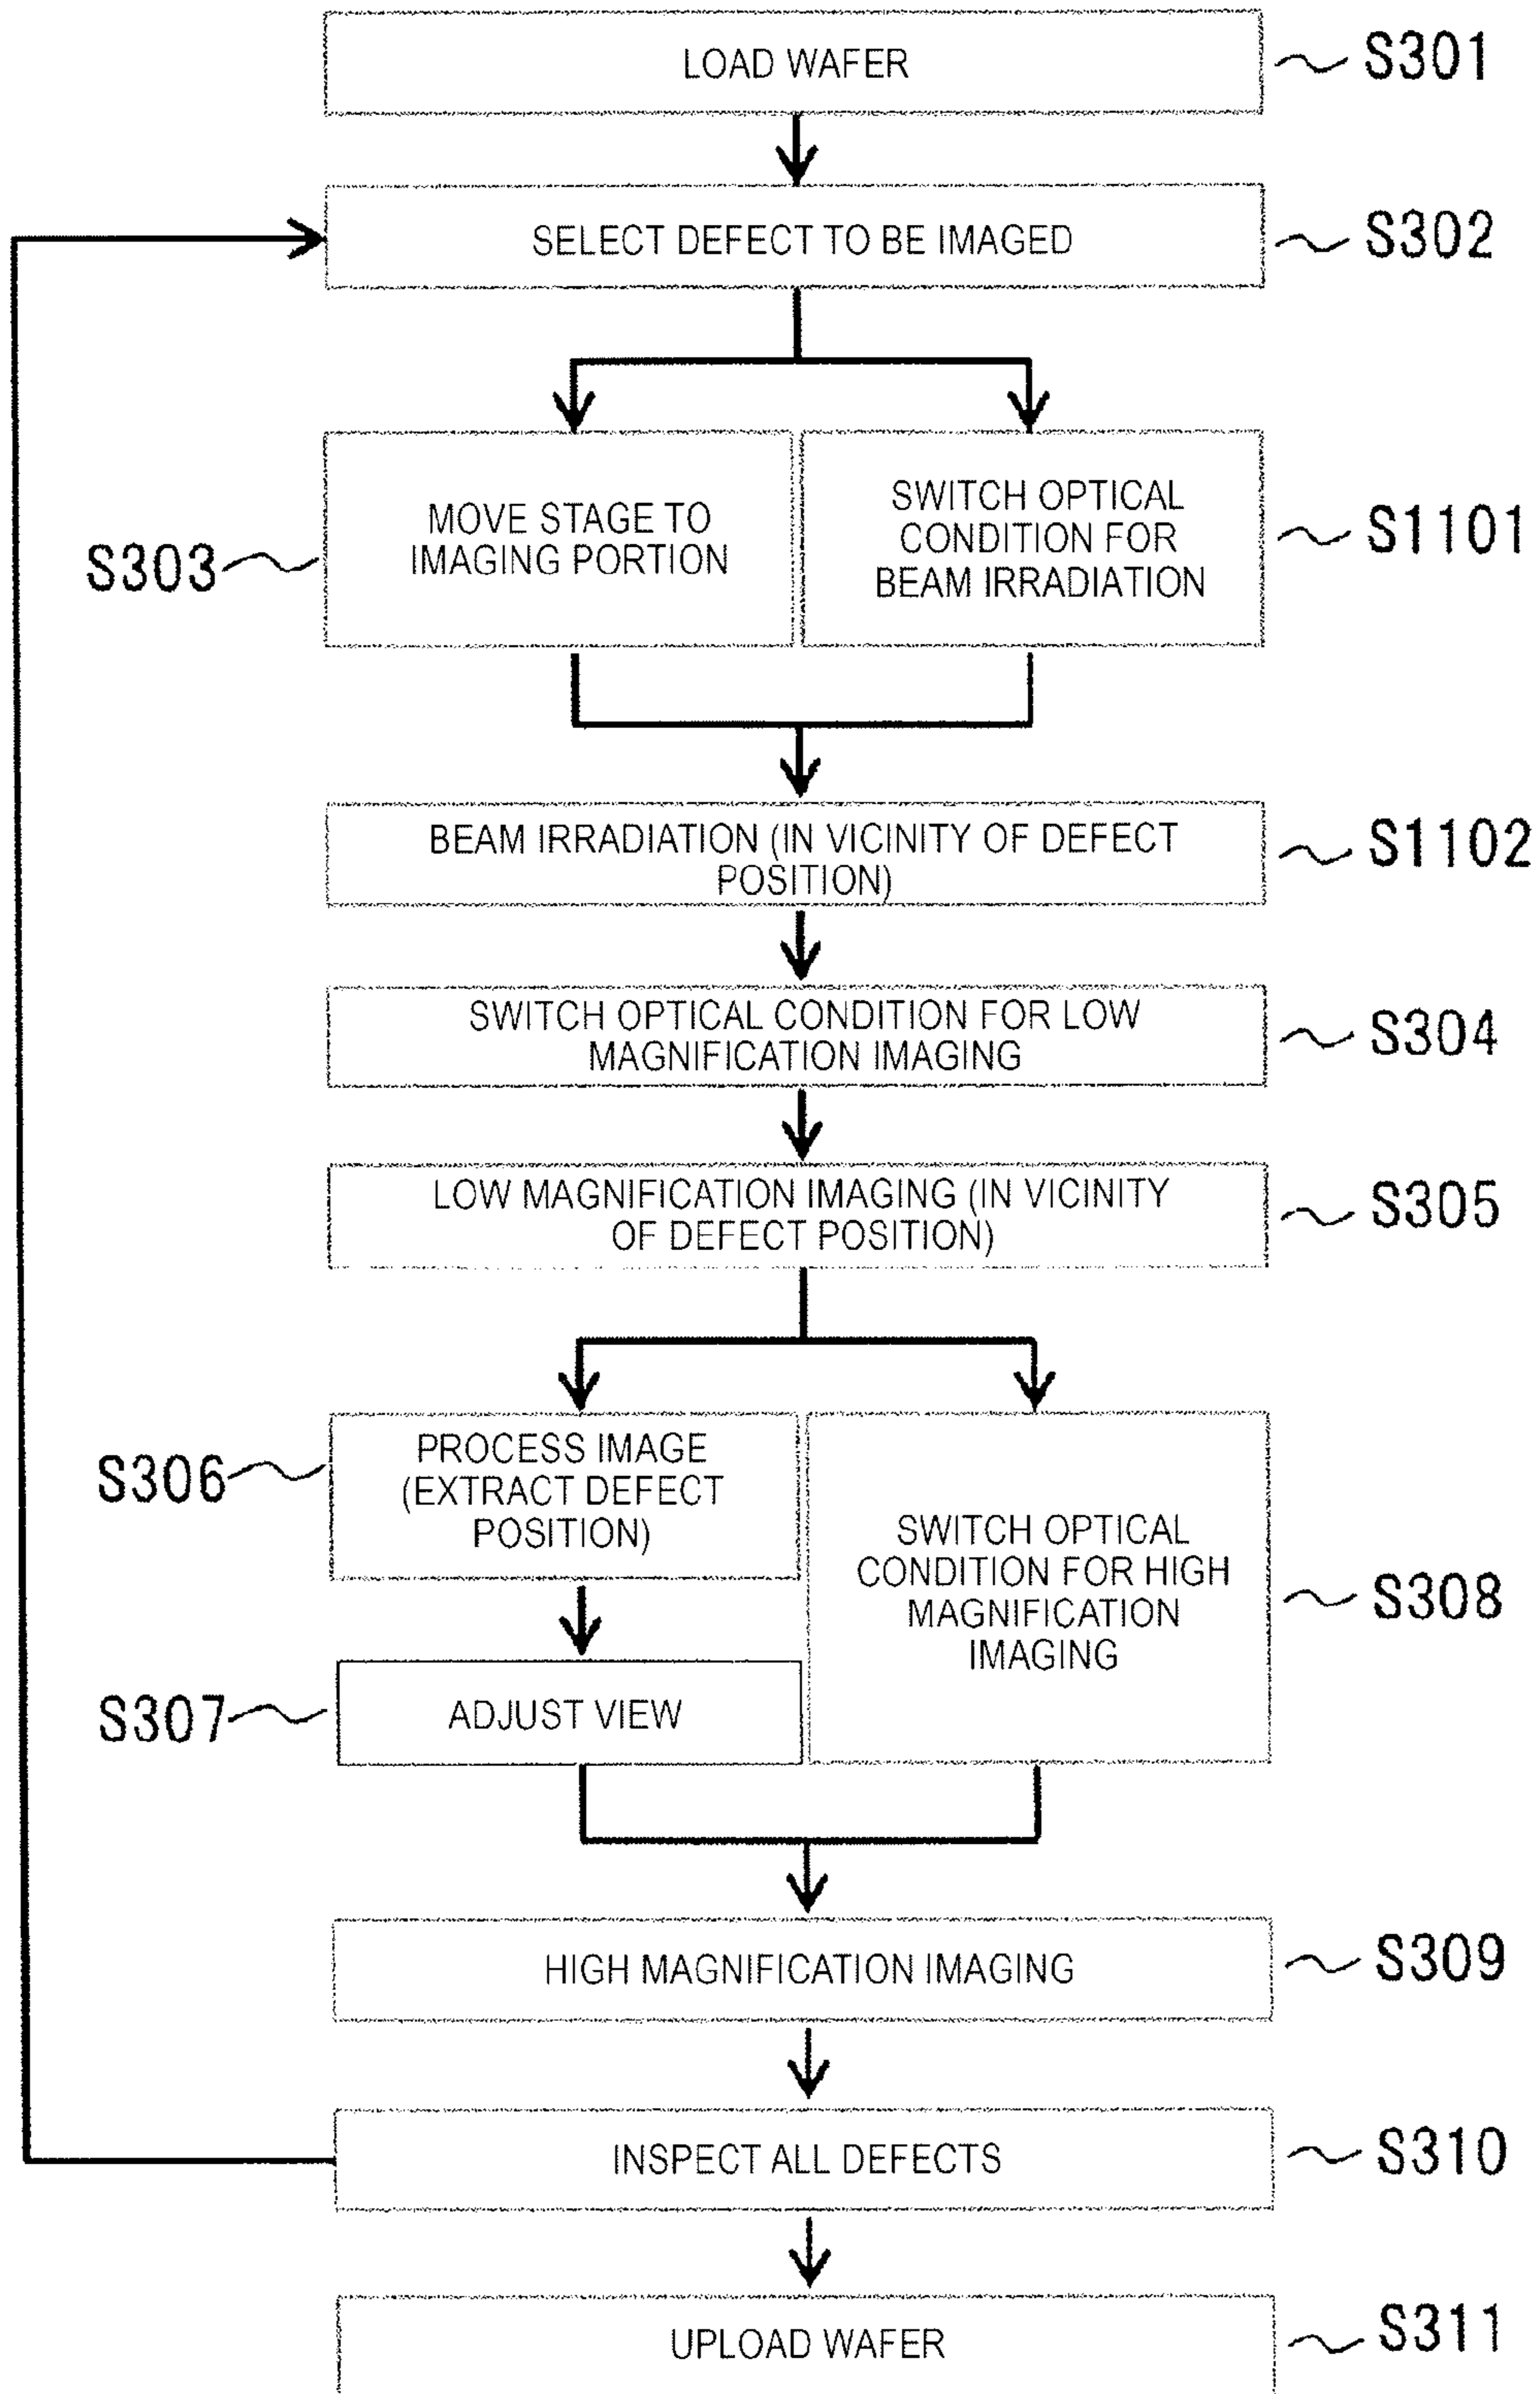 LOAD WAFER
S301
SELECT DEFECT TO BE IMAGED
S302
S303
MOVE STAGE TO
IMAGING PORTION
SWITCH OPTICAL
CONDITION FOR
BEAM IRRADIATION
S1101
BEAM IRRADIATION (IN VICINITY OF DEFECT
POSITION)
S1102
SWITCH OPTICAL CONDITION FOR LOW
MAGNIFICATION IMAGING
S304
LOW MAGNIFICATION IMAGING (IN VICINITY
OF DEFECT POSITION)
S305
S306
PROCESS IMAGE
(EXTRACT DEFECT
POSITION)
S307
ADJUST VIEW
SWITCH OPTICAL
CONDITION FOR HIGH
MAGNIFICATION
IMAGING
S308
HIGH MAGNIFICATION IMAGING
S309
INSPECT ALL DEFECTS
S310
UPLOAD WAFER
S311